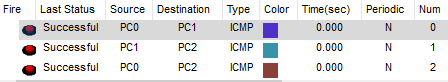 Fire Last Status Source Destination Type Color Time(sec) Periodic Num
Successful PC0 PC1 ICMP 0.000 N 0
Successful PC1 PC2 ICMP 0.000 N 1
Successful PC0 PC2 ICMP 0.000 N 2